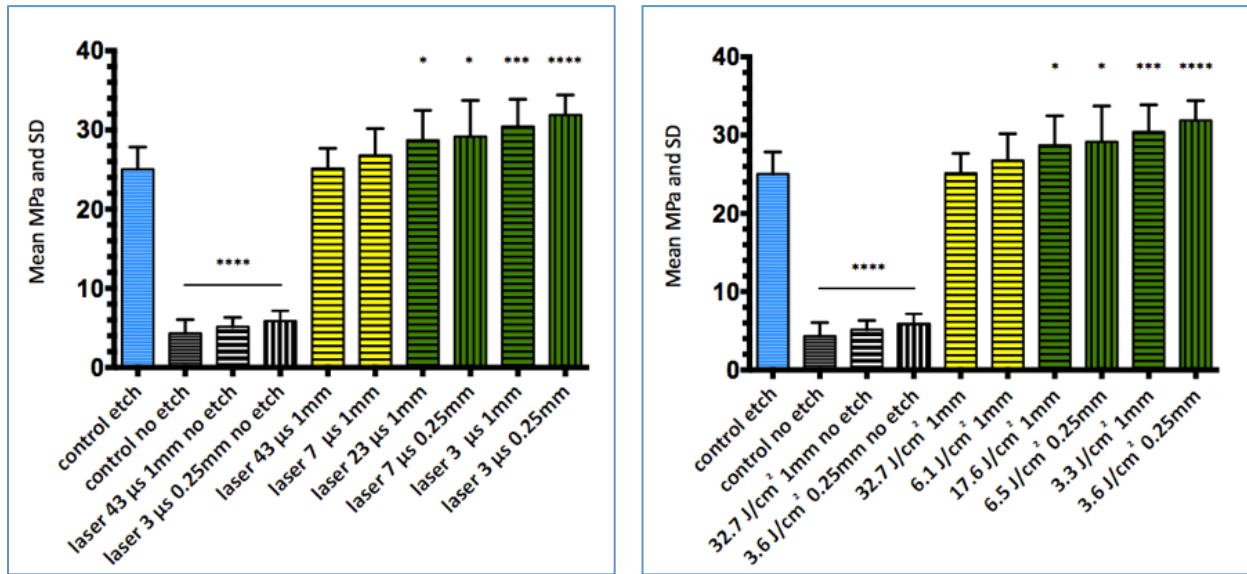 Mean MPa and SD
40
30
20
10
0
* * *** ****
****
control etch
control no etch
laser 43 µs 1mm no etch
laser 3 µs 0.25mm no etch
laser 43 µs 1mm
laser 7 µs 1mm
laser 23 µs 1mm
laser 7 µs 0.25mm
laser 3 µs 1mm
laser 3 µs 0.25mm
Mean MPa and SD
40
30
20
10
0
* * *** ****
****
control etch
control no etch
32.7 J/cm² 1mm no etch
3.6 J/cm² 0.25mm no etch
32.7 J/cm² 1mm
6.1 J/cm² 1mm
17.6 J/cm² 1mm
6.5 J/cm² 0.25mm
3.3 J/cm² 1mm
3.6 J/cm² 0.25mm